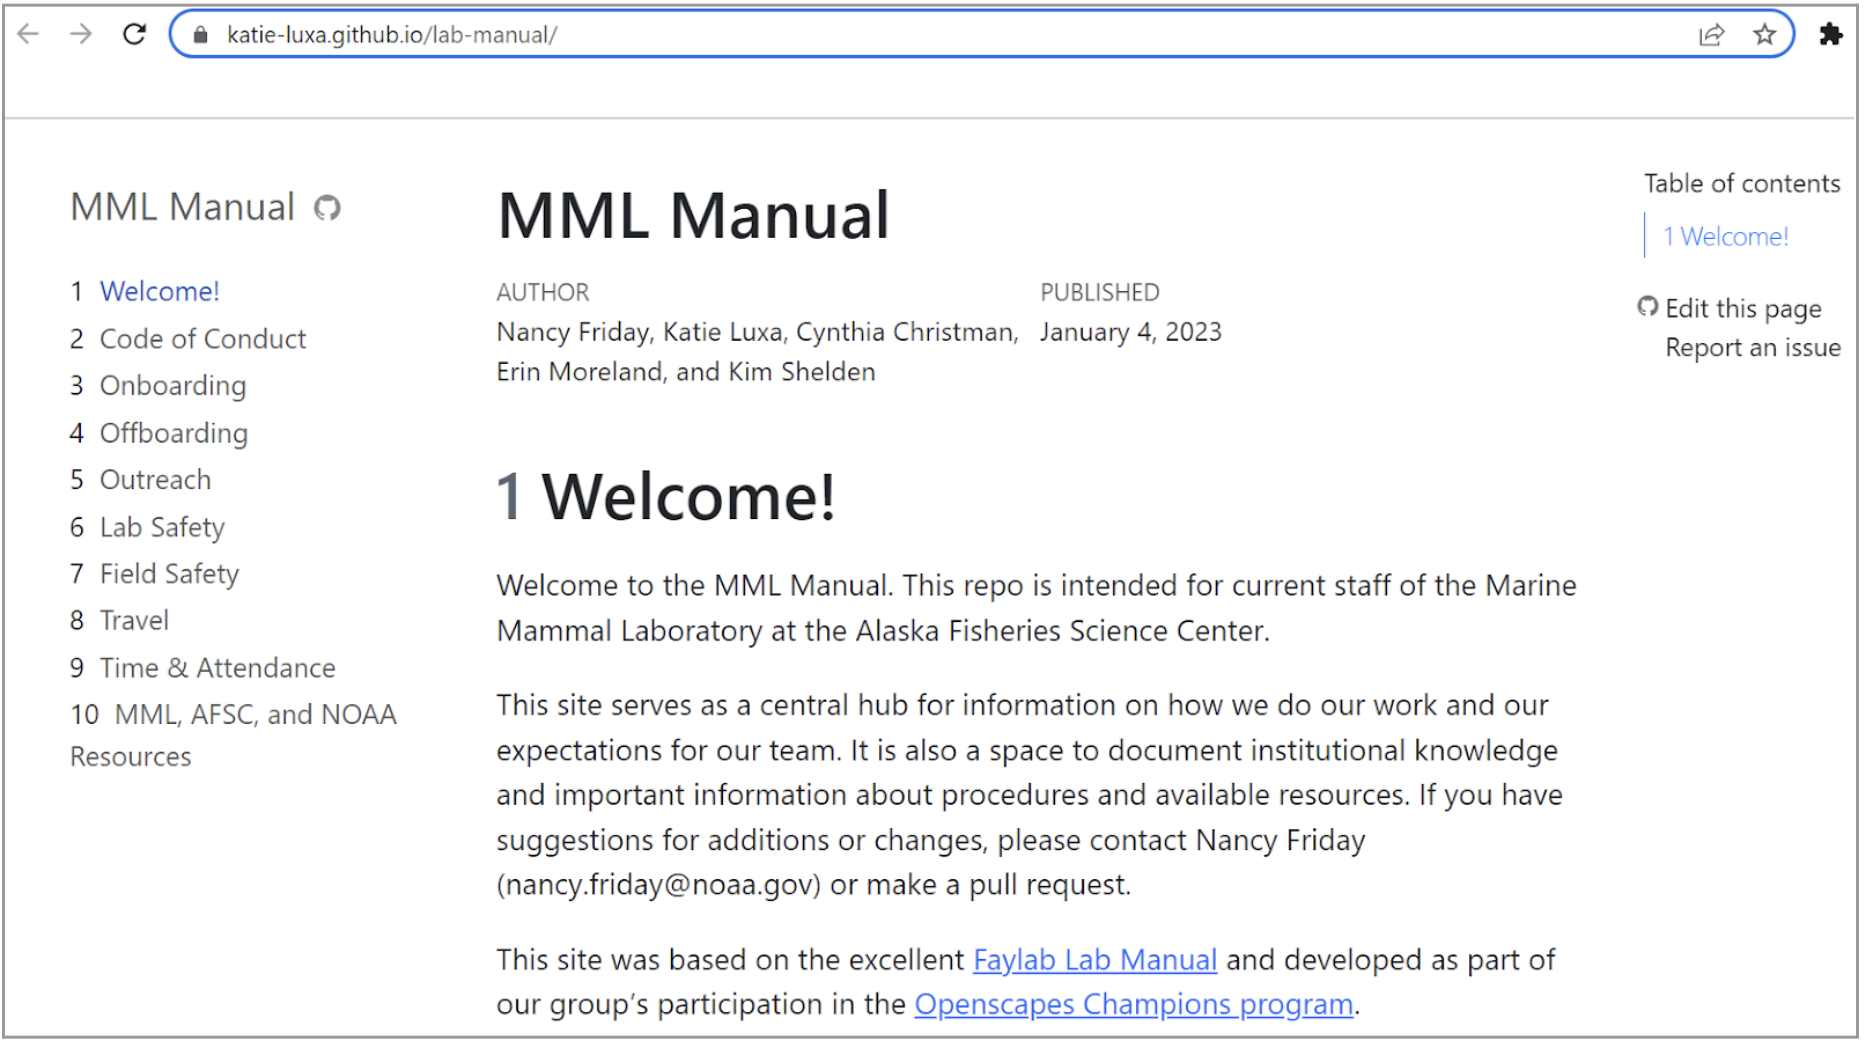 katie-luxa.github.io/lab-manual/
MML Manual
1 Welcome!
2 Code of Conduct
3 Onboarding
4 Offboarding
5 Outreach
6 Lab Safety
7 Field Safety
8 Travel
9 Time & Attendance
10 MML, AFSC, and NOAA
Resources
MML Manual
AUTHOR
Nancy Friday, Katie Luxa, Cynthia Christman,
Erin Moreland, and Kim Shelden
PUBLISHED
January 4, 2023
1 Welcome!
Welcome to the MML Manual. This repo is intended for current staff of the Marine
Mammal Laboratory at the Alaska Fisheries Science Center.
This site serves as a central hub for information on how we do our work and our
expectations for our team. It is also a space to document institutional knowledge
and important information about procedures and available resources. If you have
suggestions for additions or changes, please contact Nancy Friday
(nancy.friday@noaa.gov) or make a pull request.
This site was based on the excellent Faylab Lab Manual and developed as part of
our group’s participation in the Openscapes Champions program.
Table of contents
1 Welcome!
Edit this page
Report an issue